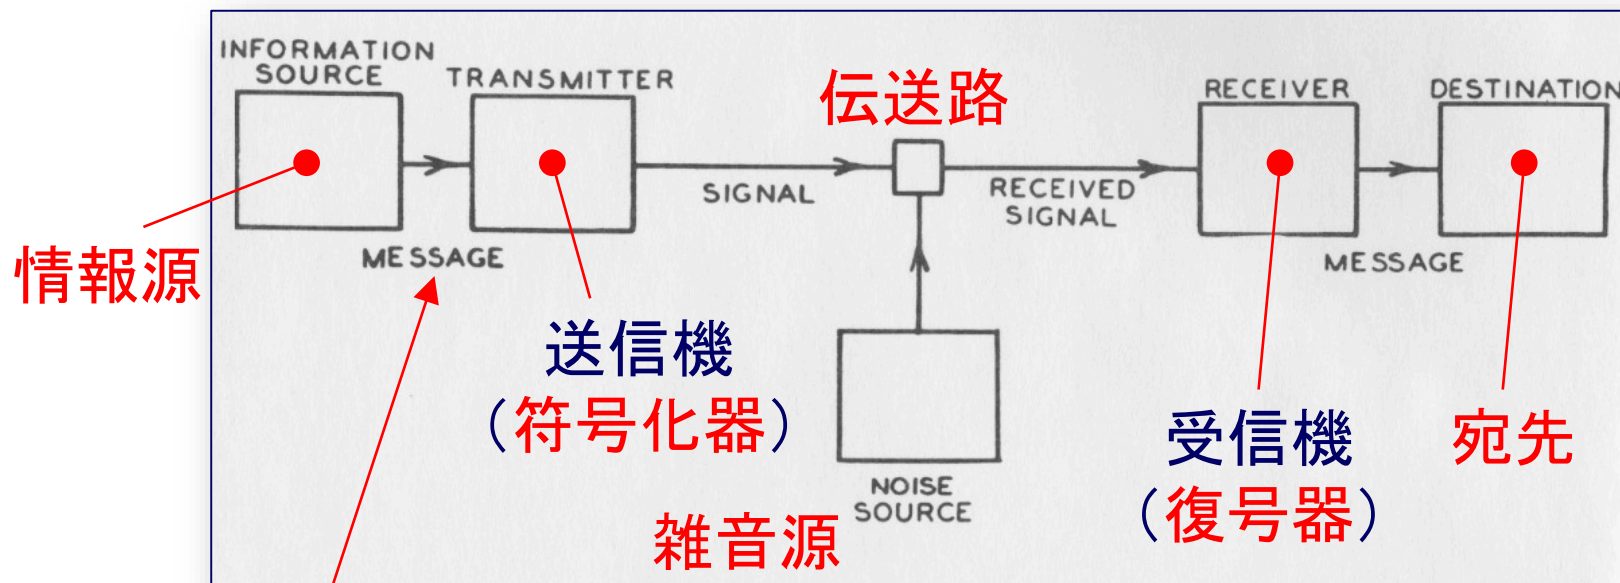 INFORMATION
SOURCE
TRANSMITTER
伝送路
RECEIVER
DESTINATION
SIGNAL
RECEIVED
SIGNAL
情報源
MESSAGE
MESSAGE
送信機
（符号化器）
受信機
（復号器）
宛先
NOISE
SOURCE
雑音源